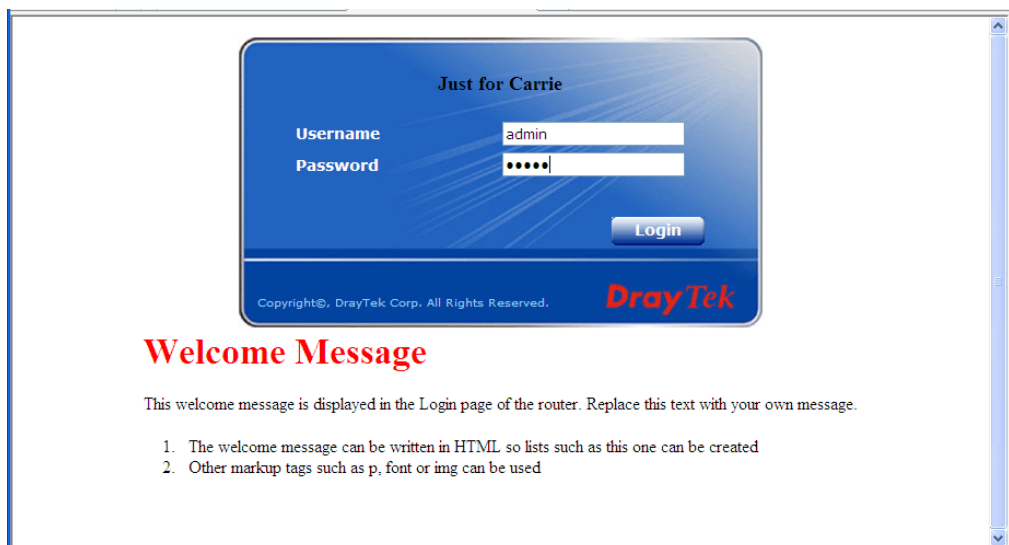 Just for Carrie
Username admin
Password •••••
Login
Copyright©, DrayTek Corp. All Rights Reserved. DrayTek
Welcome Message
This welcome message is displayed in the Login page of the router. Replace this text with your own message.
1. The welcome message can be written in HTML so lists such as this one can be created
2. Other markup tags such as p, font or img can be used